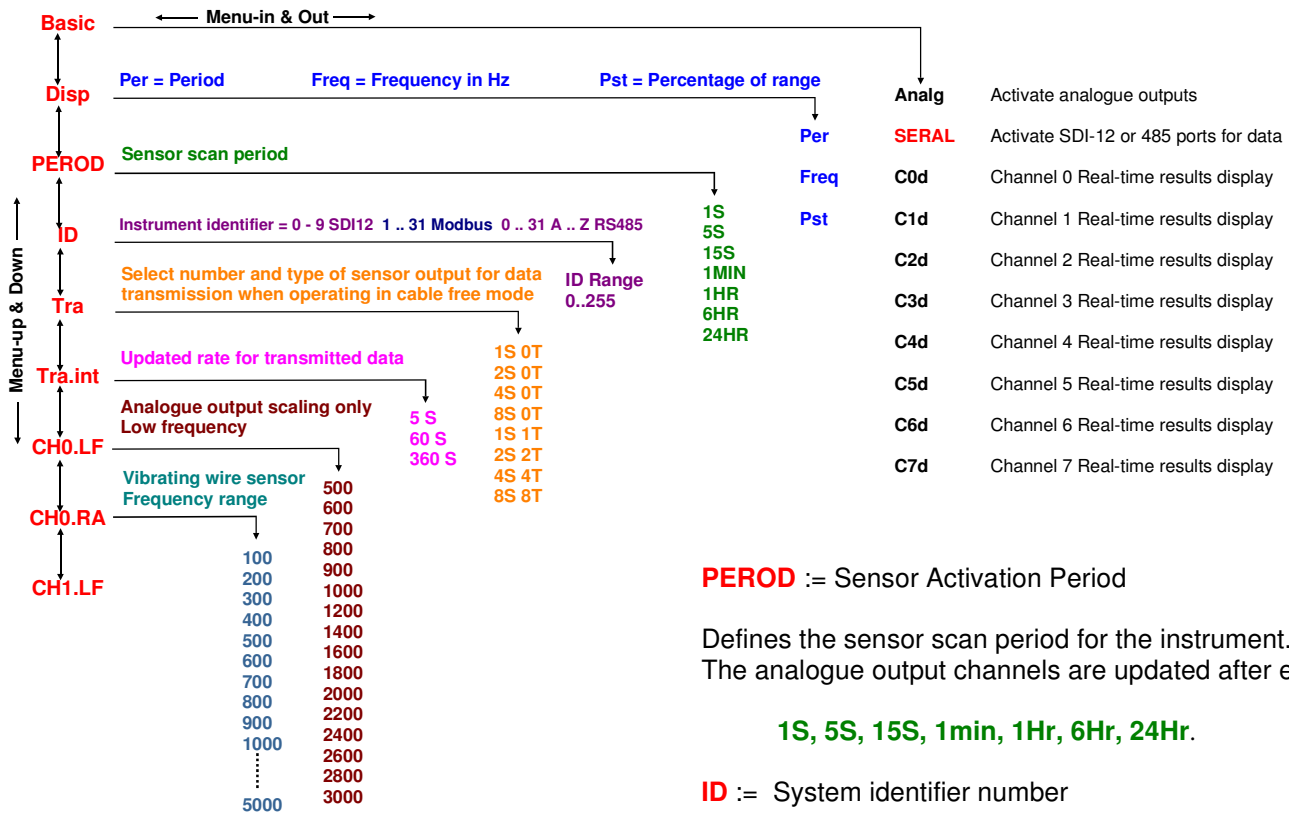 Menu-in & Out
Basic
Per = Period Freq = Frequency in Hz Pst = Percentage of range
Disp
Sensor scan period
PEROD
Instrument identifier = 0 - 9 SDI12 1 .. 31 Modbus 0 .. 31 A .. Z RS485
ID
Select number and type of sensor output for data
transmission when operating in cable free mode
Tra
Updated rate for transmitted data
Tra.int
Analogue output scaling only
Low frequency
CH0.LF
Vibrating wire sensor
Frequency range
CH0.RA
CH1.LF
Menu-up & Down
100
200
300
400
500
600
700
800
900
1000
5000
500
600
700
800
900
1000
1200
1400
1600
1800
2000
2200
2400
2600
2800
3000
5 S
60 S
360 S
1S 0T
2S 0T
4S 0T
8S 0T
1S 1T
2S 2T
4S 4T
8S 8T
ID Range
0..255
1S
5S
15S
1MIN
1HR
6HR
24HR
Per
Freq
Pst
Analg Activate analogue outputs
SERAL Activate SDI-12 or 485 ports for data
C0d Channel 0 Real-time results display
C1d Channel 1 Real-time results display
C2d Channel 2 Real-time results display
C3d Channel 3 Real-time results display
C4d Channel 4 Real-time results display
C5d Channel 5 Real-time results display
C6d Channel 6 Real-time results display
C7d Channel 7 Real-time results display
PEROD := Sensor Activation Period
Defines the sensor scan period for the instrument.
The analogue output channels are updated after
1S, 5S, 15S, 1min, 1Hr, 6Hr, 24Hr.
ID := System identifier number